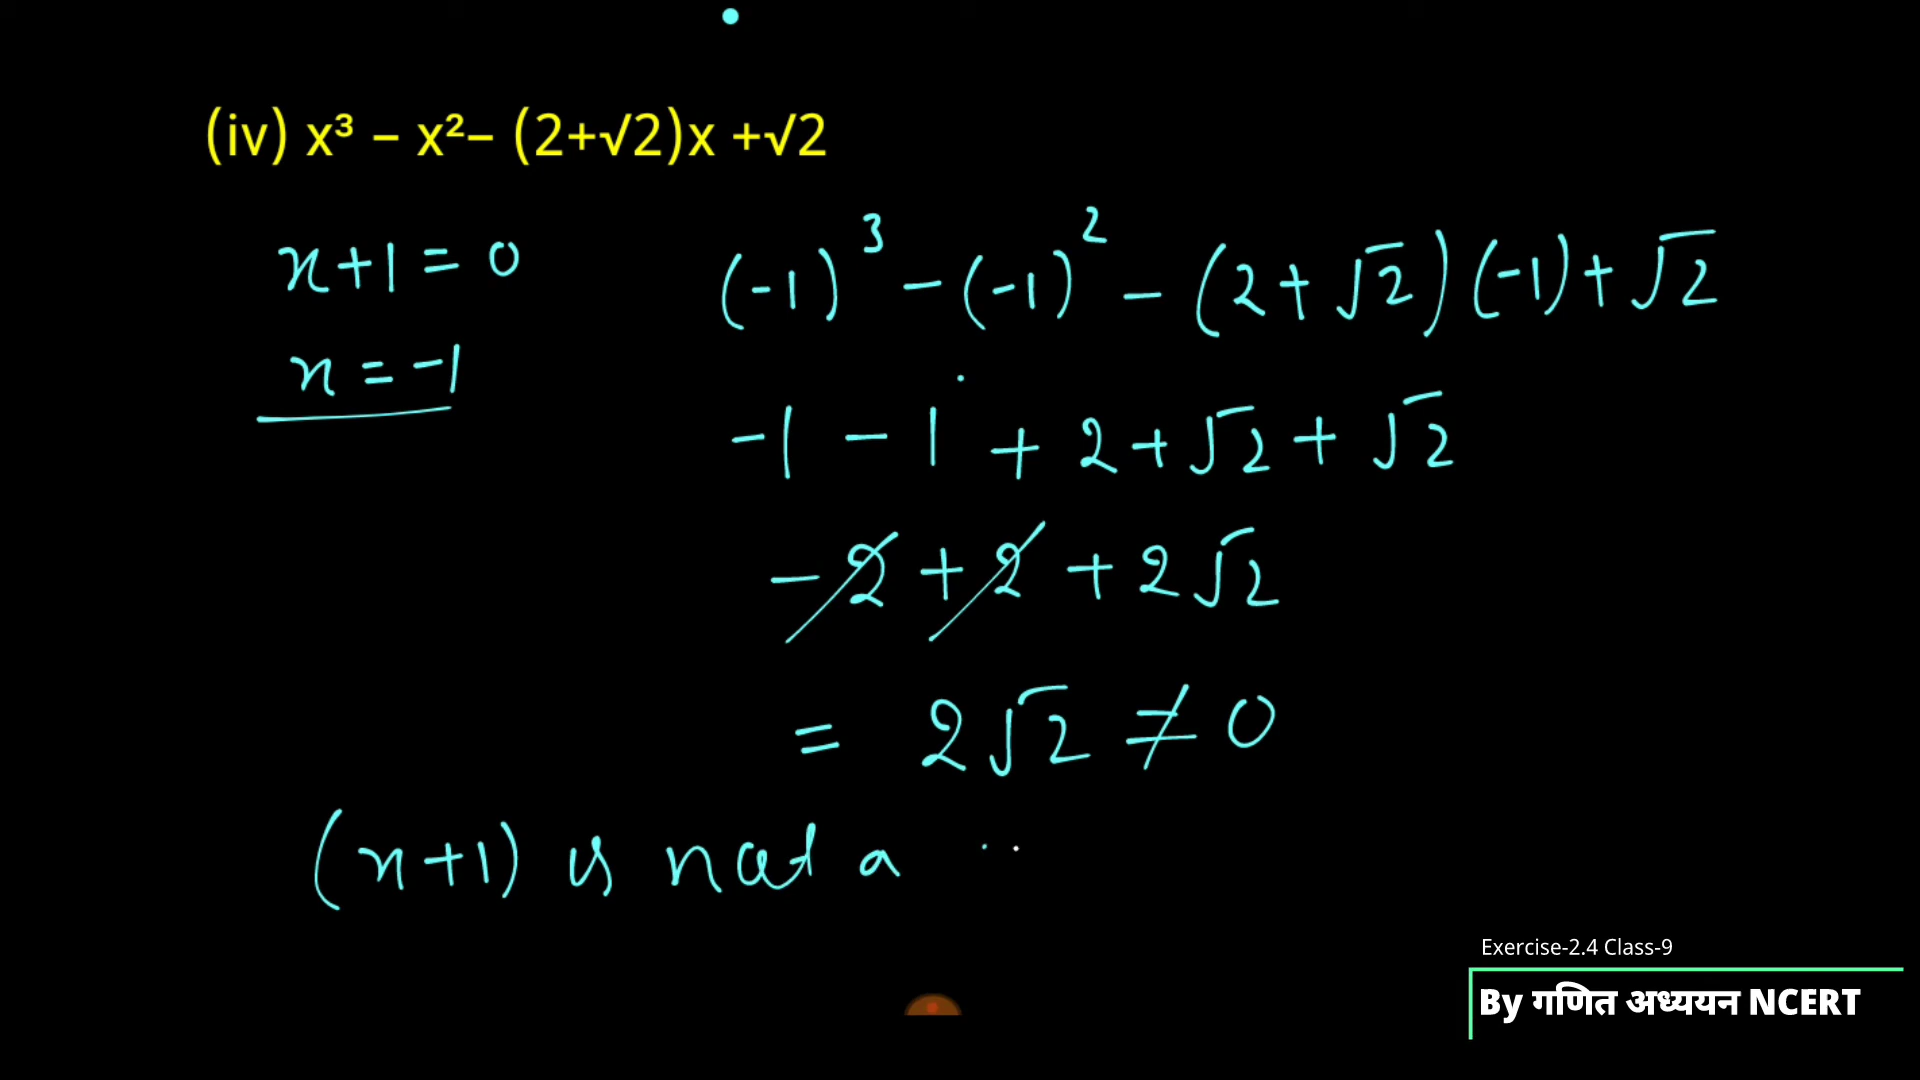 (iv) x³ – x²– (2+√2)x +√2
x+1 = 0
x = -1
(-1)³ - (-1)² - (2+√2)(-1)+√2
-1 - 1 + 2+√2+√2
-2 + 2 + 2√2
= 2√2 ≠ 0
(x+1) is not a
Exercise-2.4 Class-9
By गणित अध्ययन NCERT